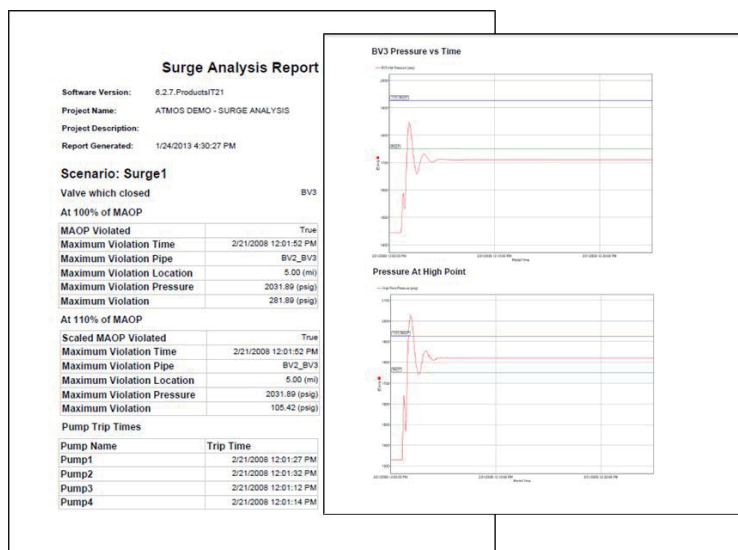 Surge Analysis Report
Software Version: 6.2.7.ProductsIT21
Project Name: ATMOS DEMO - SURGE ANALYSIS
Project Description:
Report Generated: 1/24/2013 4:30:27 PM
Scenario: Surge1
Valve which closed BV3
At 100% of MAOP
MAOP Violated True
Maximum Violation Time 2/21/2008 12:01:52 PM
Maximum Violation Pipe BV2_BV3
Maximum Violation Location 5.00 (mi)
Maximum Violation Pressure 2031.89 (psig)
Maximum Violation 281.89 (psig)
At 110% of MAOP
Scaled MAOP Violated True
Maximum Violation Time 2/21/2008 12:01:52 PM
Maximum Violation Pipe BV2_BV3
Maximum Violation Location 5.00 (mi)
Maximum Violation Pressure 2031.89 (psig)
Maximum Violation 105.42 (psig)
Pump Trip Times
Pump Name Trip Time
Pump1 2/21/2008 12:01:27 PM
Pump2 2/21/2008 12:01:32 PM
Pump3 2/21/2008 12:01:12 PM
Pump4 2/21/2008 12:01:14 PM
BV3 Pressure vs Time
Pressure At High Point